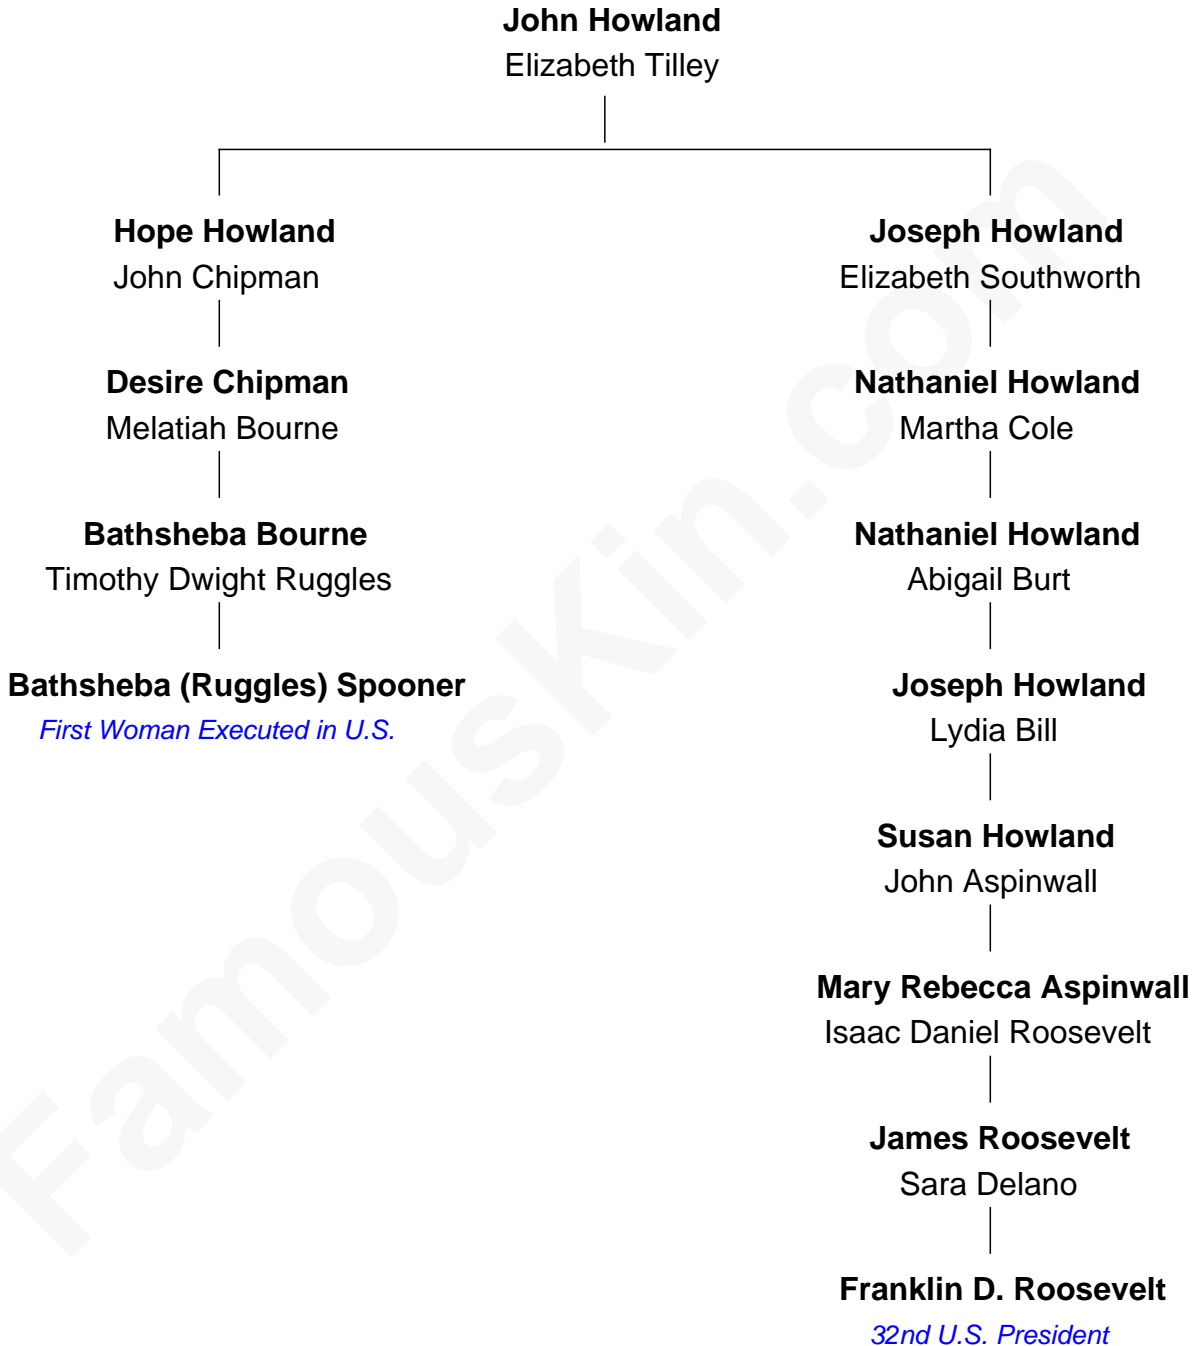 John Howland
Elizabeth Tilley
Hope Howland
John Chipman
Desire Chipman
Melatiah Bourne
Bathsheba Bourne
Timothy Dwight Ruggles
Bathsheba (Ruggles) Spooner
First Woman Executed in U.S.
Joseph Howland
Elizabeth Southworth
Nathaniel Howland
Martha Cole
Nathaniel Howland
Abigail Burt
Joseph Howland
Lydia Bill
Susan Howland
John Aspinwall
Mary Rebecca Aspinwall
Isaac Daniel Roosevelt
James Roosevelt
Sara Delano
Franklin D. Roosevelt
32nd U.S. President
FamousKin.com